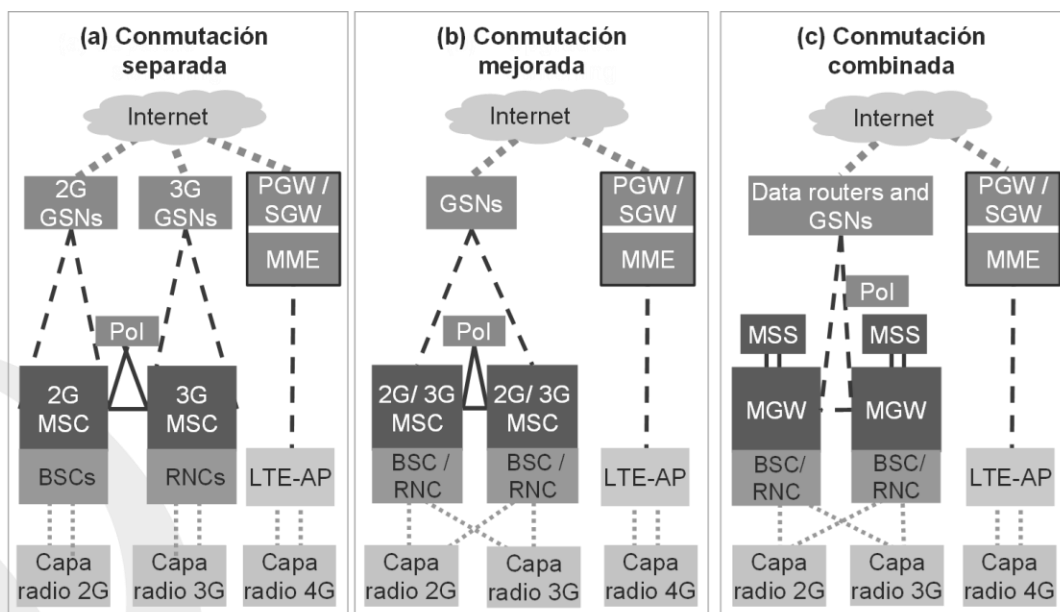 (a) Conmutación
separada
Internet
2G
GSNs
3G
GSNs
PGW /
SGW
MME
PoI
2G
MSC
3G
MSC
BSCs
RNCs
LTE-AP
Capa
radio 2G
Capa
radio 3G
Capa
radio 4G
(b) Conmutación
mejorada
Internet
GSNs
PGW /
SGW
MME
PoI
2G/ 3G
MSC
2G/ 3G
MSC
BSC /
RNC
BSC /
RNC
LTE-AP
Capa
radio 2G
Capa
radio 3G
Capa
radio 4G
(c) Conmutación
combinada
Internet
Data routers and
GSNs
PGW /
SGW
MME
PoI
MSS
MSS
MGW
MGW
BSC/
RNC
BSC/
RNC
LTE-AP
Capa
radio 2G
Capa
radio 3G
Capa
radio 4G